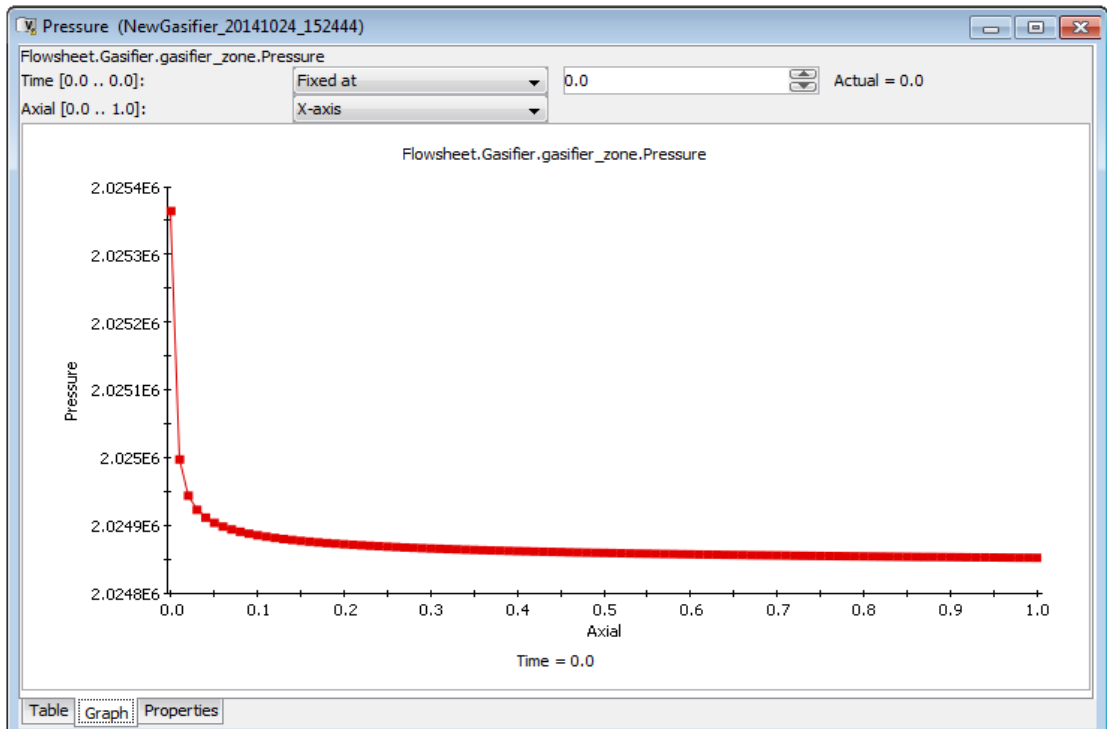 Pressure (NewGasifier_20141024_152444)
Flowsheet.Gasifier.gasifier_zone.Pressure
Time [0.0 .. 0.0]: Fixed at 0.0 Actual = 0.0
Axial [0.0 .. 1.0]: X-axis
Flowsheet.Gasifier.gasifier_zone.Pressure
2.0254E6
2.0253E6
2.0252E6
2.0251E6
2.025E6
2.0249E6
2.0248E6
Pressure
0.0 0.1 0.2 0.3 0.4 0.5 0.6 0.7 0.8 0.9 1.0
Axial
Time = 0.0
Table Graph Properties